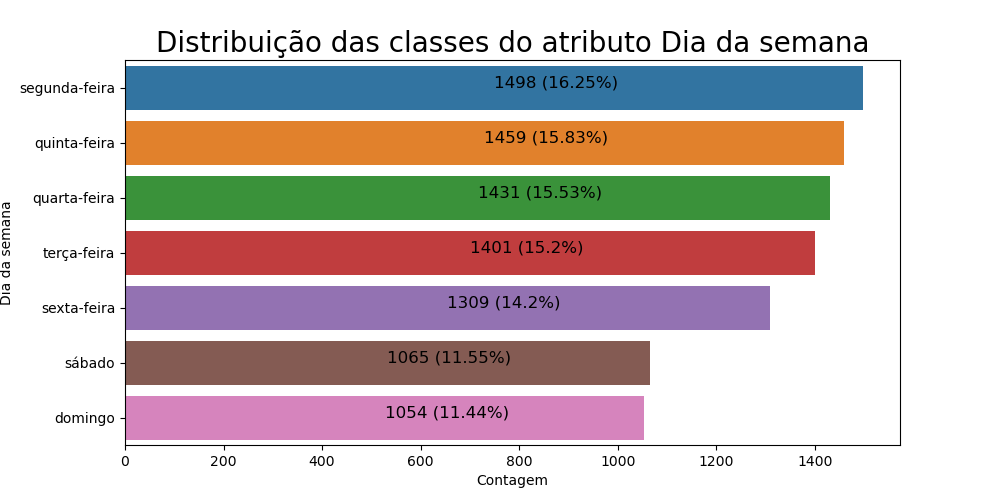 Distribuição das classes do atributo Dia da semana
Dia da semana
segunda-feira 1498 (16.25%)
quinta-feira 1459 (15.83%)
quarta-feira 1431 (15.53%)
terça-feira 1401 (15.2%)
sexta-feira 1309 (14.2%)
sábado 1065 (11.55%)
domingo 1054 (11.44%)
0 200 400 600 800 1000 1200 1400
Contagem